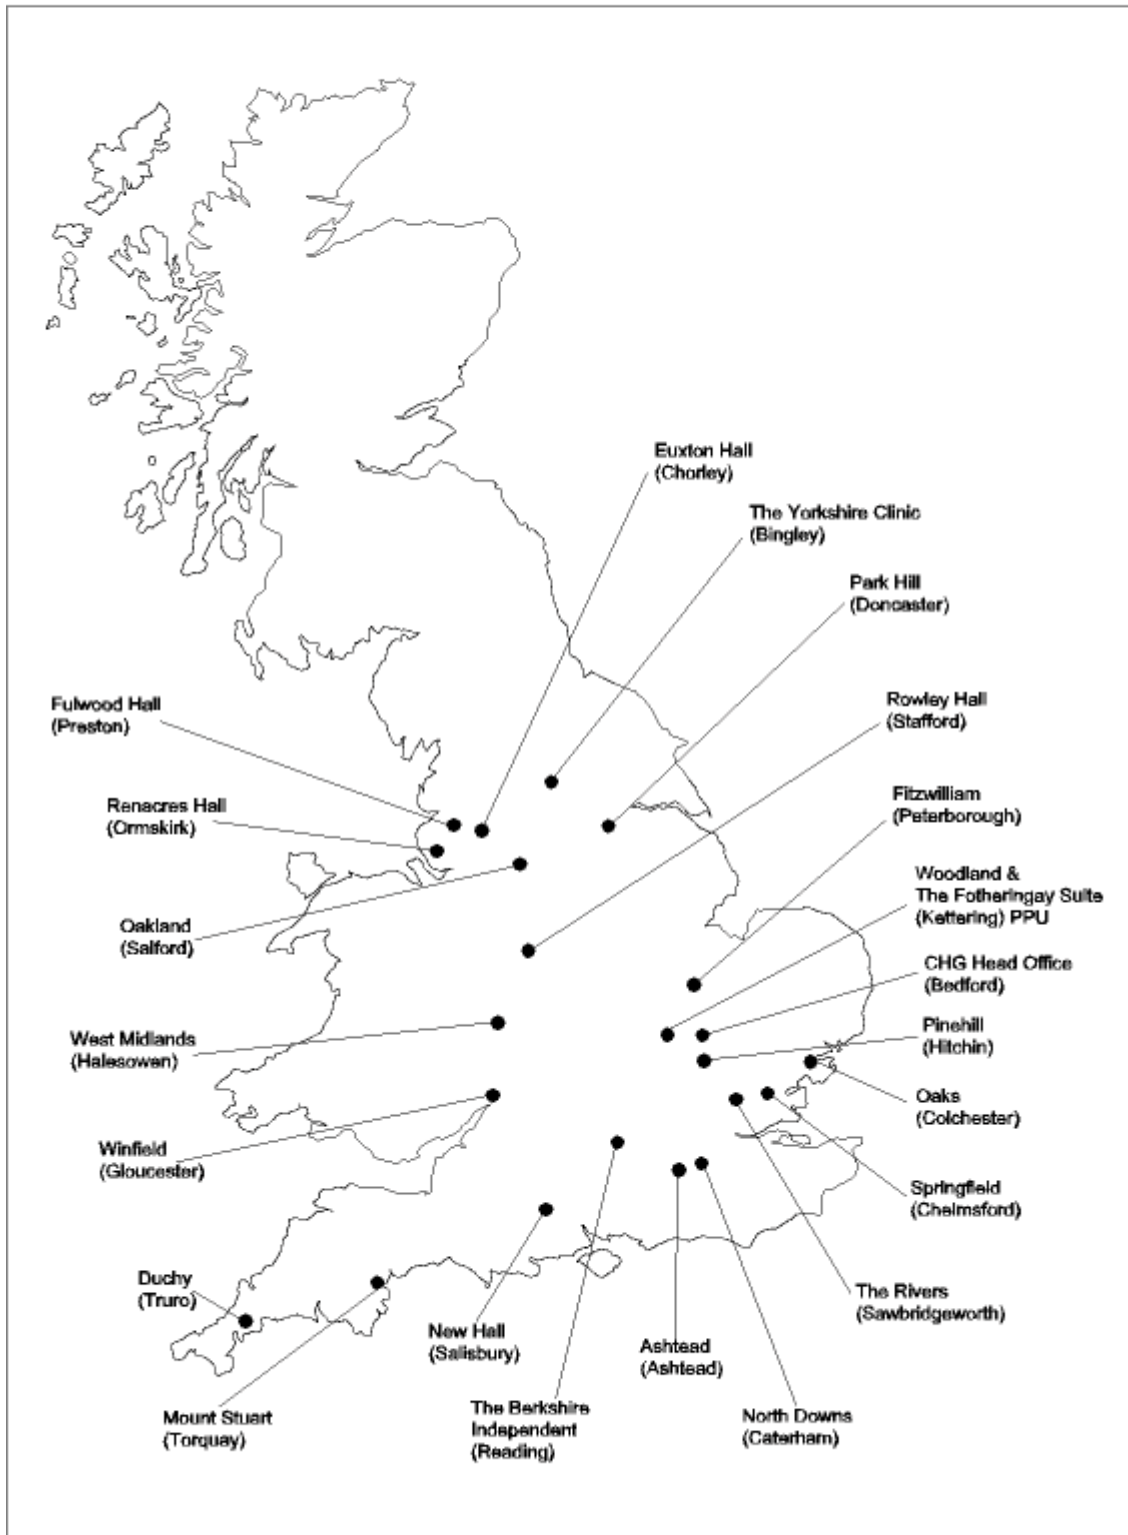 Euxton Hall
(Chorley)
The Yorkshire Clinic
(Bingley)
Park Hill
(Doncaster)
Rowley Hall
(Stafford)
Fulwood Hall
(Preston)
Fitzwilliam
(Peterborough)
Renacres Hall
(Ormskirk)
Woodland &
The Fotheringay Suite
(Kettering) PPU
Oakland
(Salford)
CHG Head Office
(Bedford)
Pinehill
(Hitchin)
West Midlands
(Halesowen)
Oaks
(Colchester)
Winfield
(Gloucester)
Springfield
(Chelmsford)
Duchy
(Truro)
The Rivers
(Sawbridgeworth)
New Hall
(Salisbury)
Ashtead
(Ashtead)
Mount Stuart
(Torquay)
The Berkshire
Independent
(Reading)
North Downs
(Caterham)